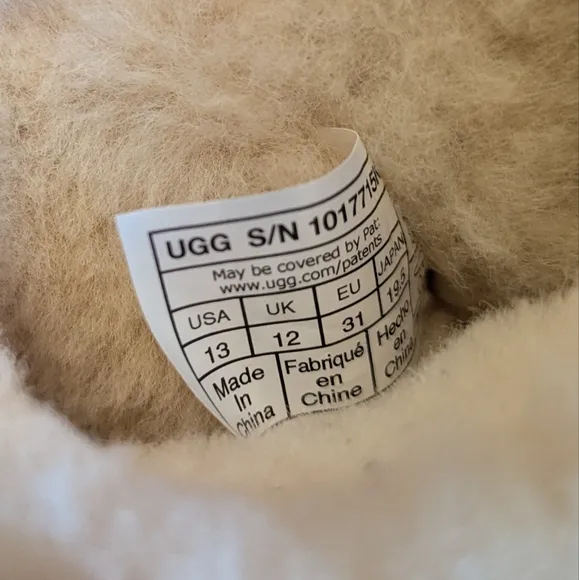 UGG S/N 1017715K
May be covered by Pat:
www.ugg.com/patents
USA UK EU JAPAN
13 12 31 19.5
Made In China Fabriqué en Chine Hecho en China